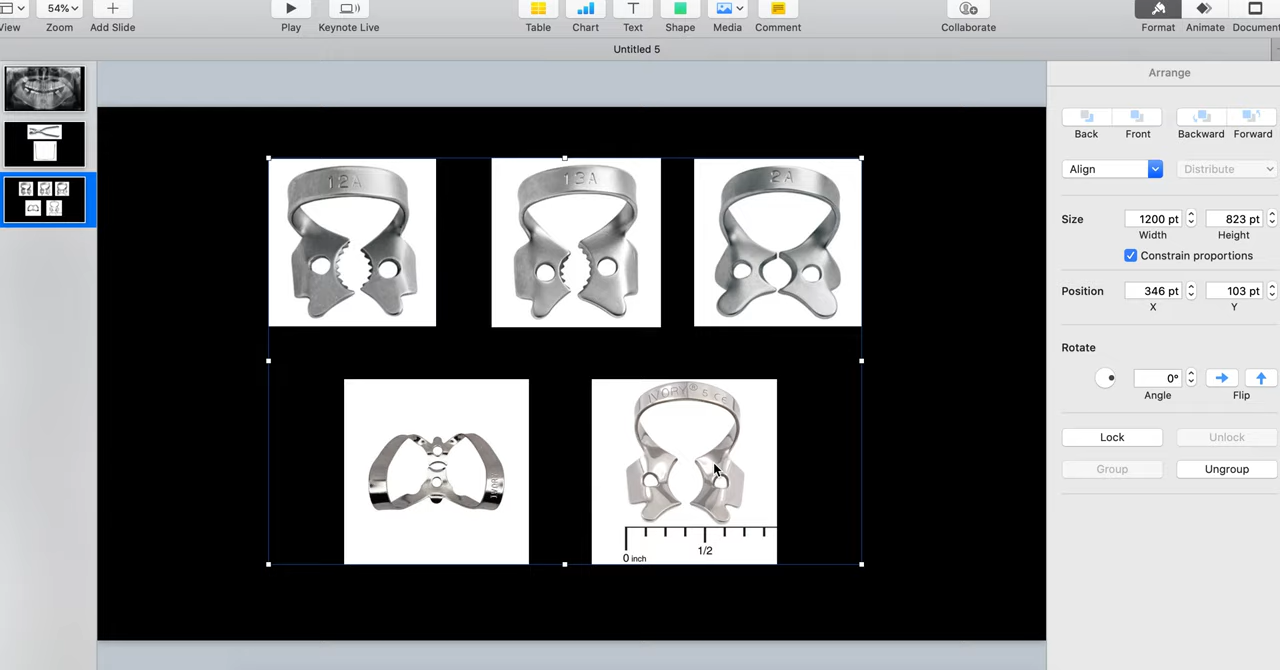 View
54%
Zoom
Add Slide
Play
Keynote Live
Table
Chart
Text
Shape
Media
Comment
Collaborate
Format
Animate
Document
Untitled 5
Arrange
Back
Front
Backward
Forward
Align
Distribute
Size
1200 pt
823 pt
Width
Height
Constrain proportions
Position
346 pt
103 pt
X
Y
Rotate
0°
Angle
Flip
Lock
Unlock
Group
Ungroup
12A
13A
2A
IVORY
IVORY®
0 inch
1/2